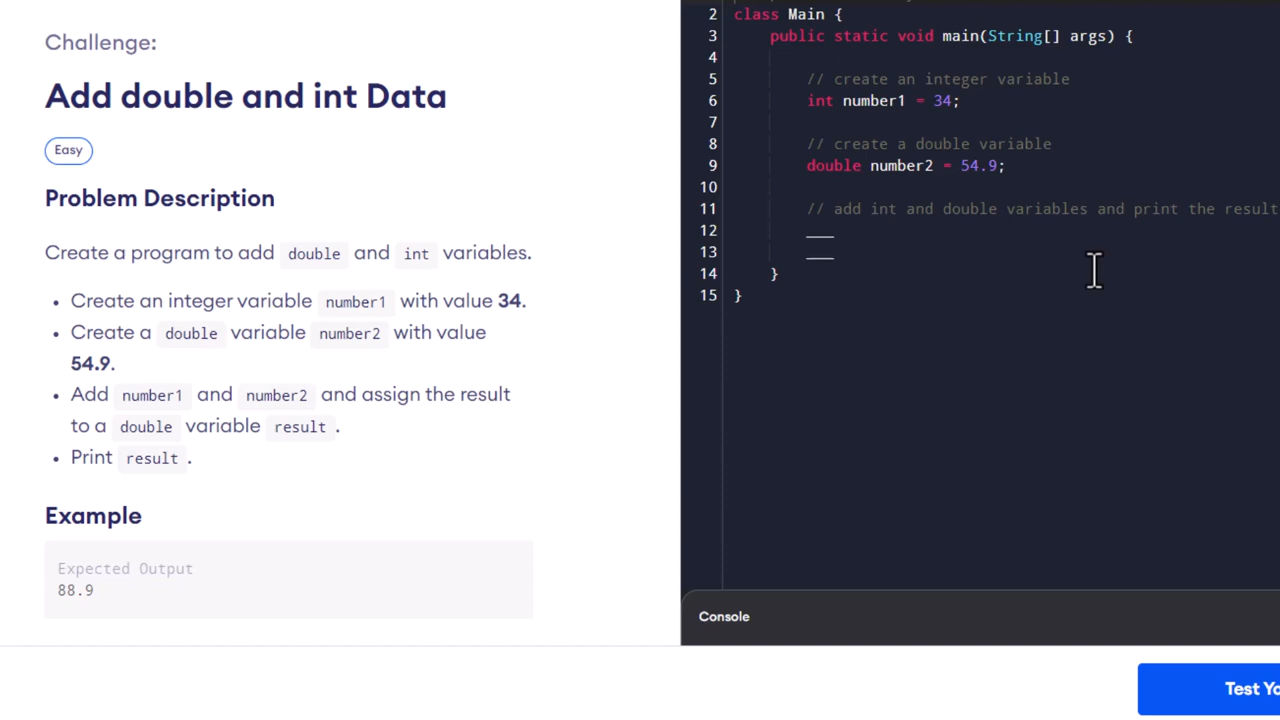 Challenge:
Add double and int Data
Easy
Problem Description
Create a program to add double and int variables.
• Create an integer variable number1 with value 34.
• Create a double variable number2 with value
54.9.
• Add number1 and number2 and assign the result
to a double variable result .
• Print result .
Example
Expected Output
88.9
2 class Main {
3 public static void main(String[] args) {
4
5 // create an integer variable
6 int number1 = 34;
7
8 // create a double variable
9 double number2 = 54.9;
10
11 // add int and double variables and print the result
12 ___
13 ___
14 }
15 }
Console
Test Yo